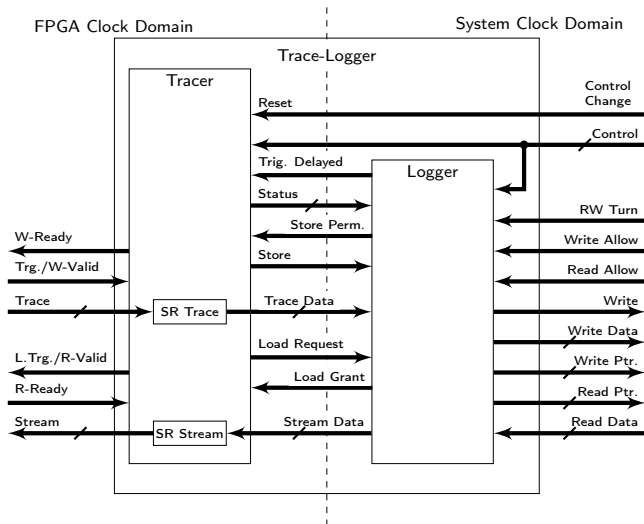 FPGA Clock Domain
System Clock Domain
Trace-Logger
Tracer
Control
Change
Reset
Control
Trig. Delayed
Logger
Status
RW Turn
Store Perm.
W-Ready
Write Allow
Store
Trg./W-Valid
Read Allow
Trace
SR Trace
Trace Data
Write
Write Data
Load Request
L.Trg./R-Valid
Write Ptr.
Load Grant
R-Ready
Read Ptr.
Stream
SR Stream
Stream Data
Read Data